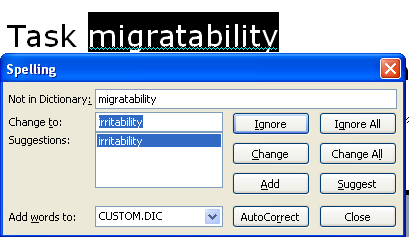 Task migratability
Spelling
Not in Dictionary: migratability
Change to: irritability Ignore Ignore All
Suggestions: irritability Change Change All
Add Suggest
Add words to: CUSTOM.DIC AutoCorrect Close